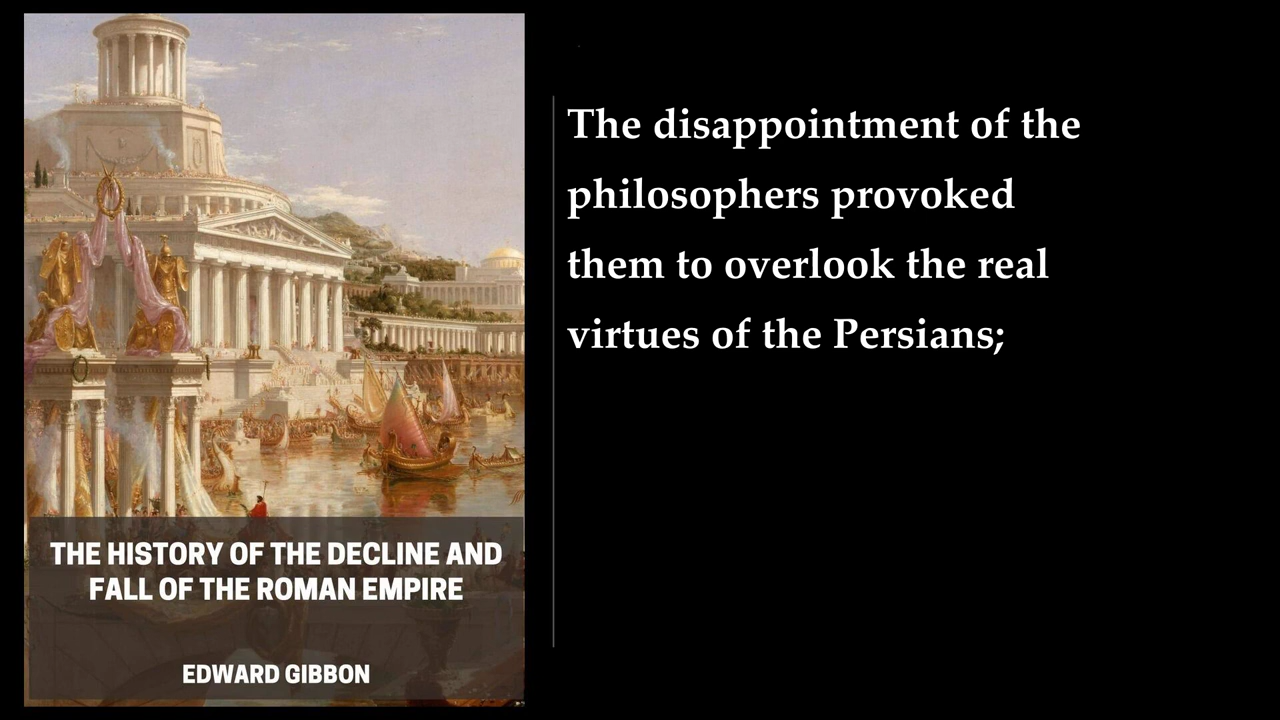 The disappointment of the
philosophers provoked
them to overlook the real
virtues of the Persians;
THE HISTORY OF THE DECLINE AND
FALL OF THE ROMAN EMPIRE
EDWARD GIBBON